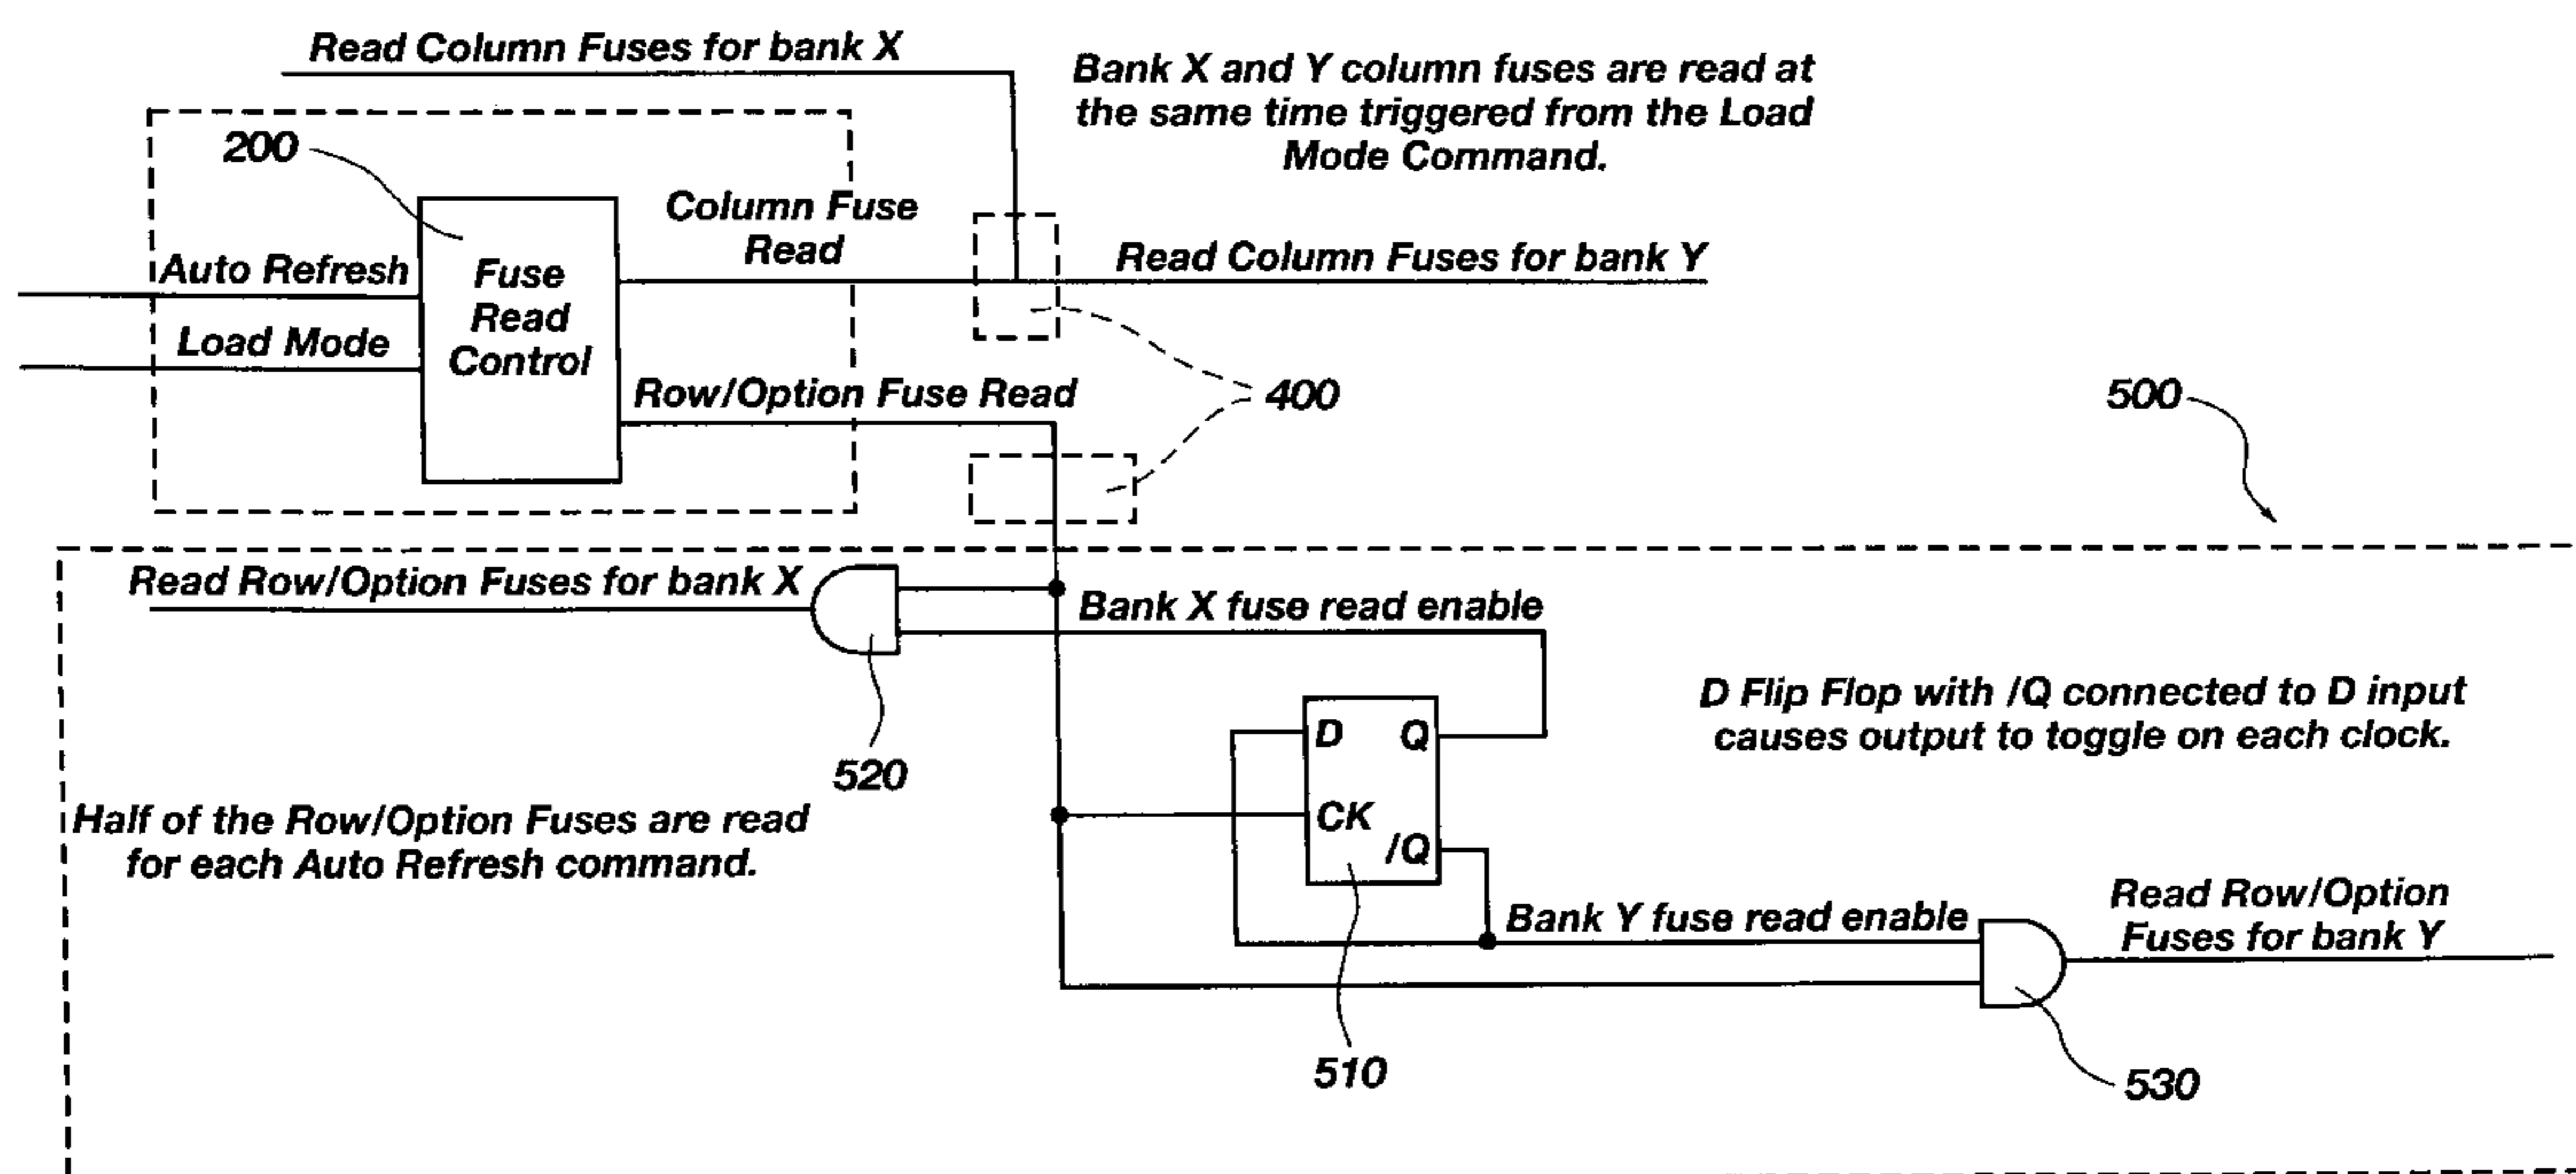 Read Column Fuses for bank X
Bank X and Y column fuses are read at
the same time triggered from the Load
Mode Command.
200
Column Fuse
Read
Read Column Fuses for bank Y
Auto Refresh
Load Mode
Fuse
Read
Control
Row/Option Fuse Read
400
500
Read Row/Option Fuses for bank X
Bank X fuse read enable
520
D Flip Flop with /Q connected to D input
causes output to toggle on each clock.
D
Q
CK
/Q
Half of the Row/Option Fuses are read
for each Auto Refresh command.
Bank Y fuse read enable
Read Row/Option
Fuses for bank Y
510
530